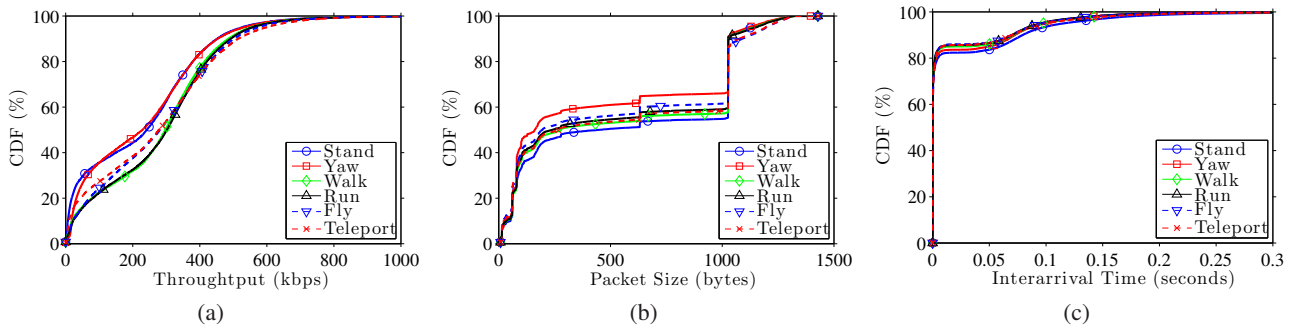 100
80
60
40
20
0
CDF (%)
0 200 400 600 800 1000
Throughtput (kbps)
Stand
Yaw
Walk
Run
Fly
Teleport
(a)
100
80
60
40
20
0
CDF (%)
0 500 1000 1500
Packet Size (bytes)
Stand
Yaw
Walk
Run
Fly
Teleport
(b)
100
80
60
40
20
0
CDF (%)
0 0.05 0.1 0.15 0.2 0.25 0.3
Interarrival Time (seconds)
Stand
Yaw
Walk
Run
Fly
Teleport
(c)